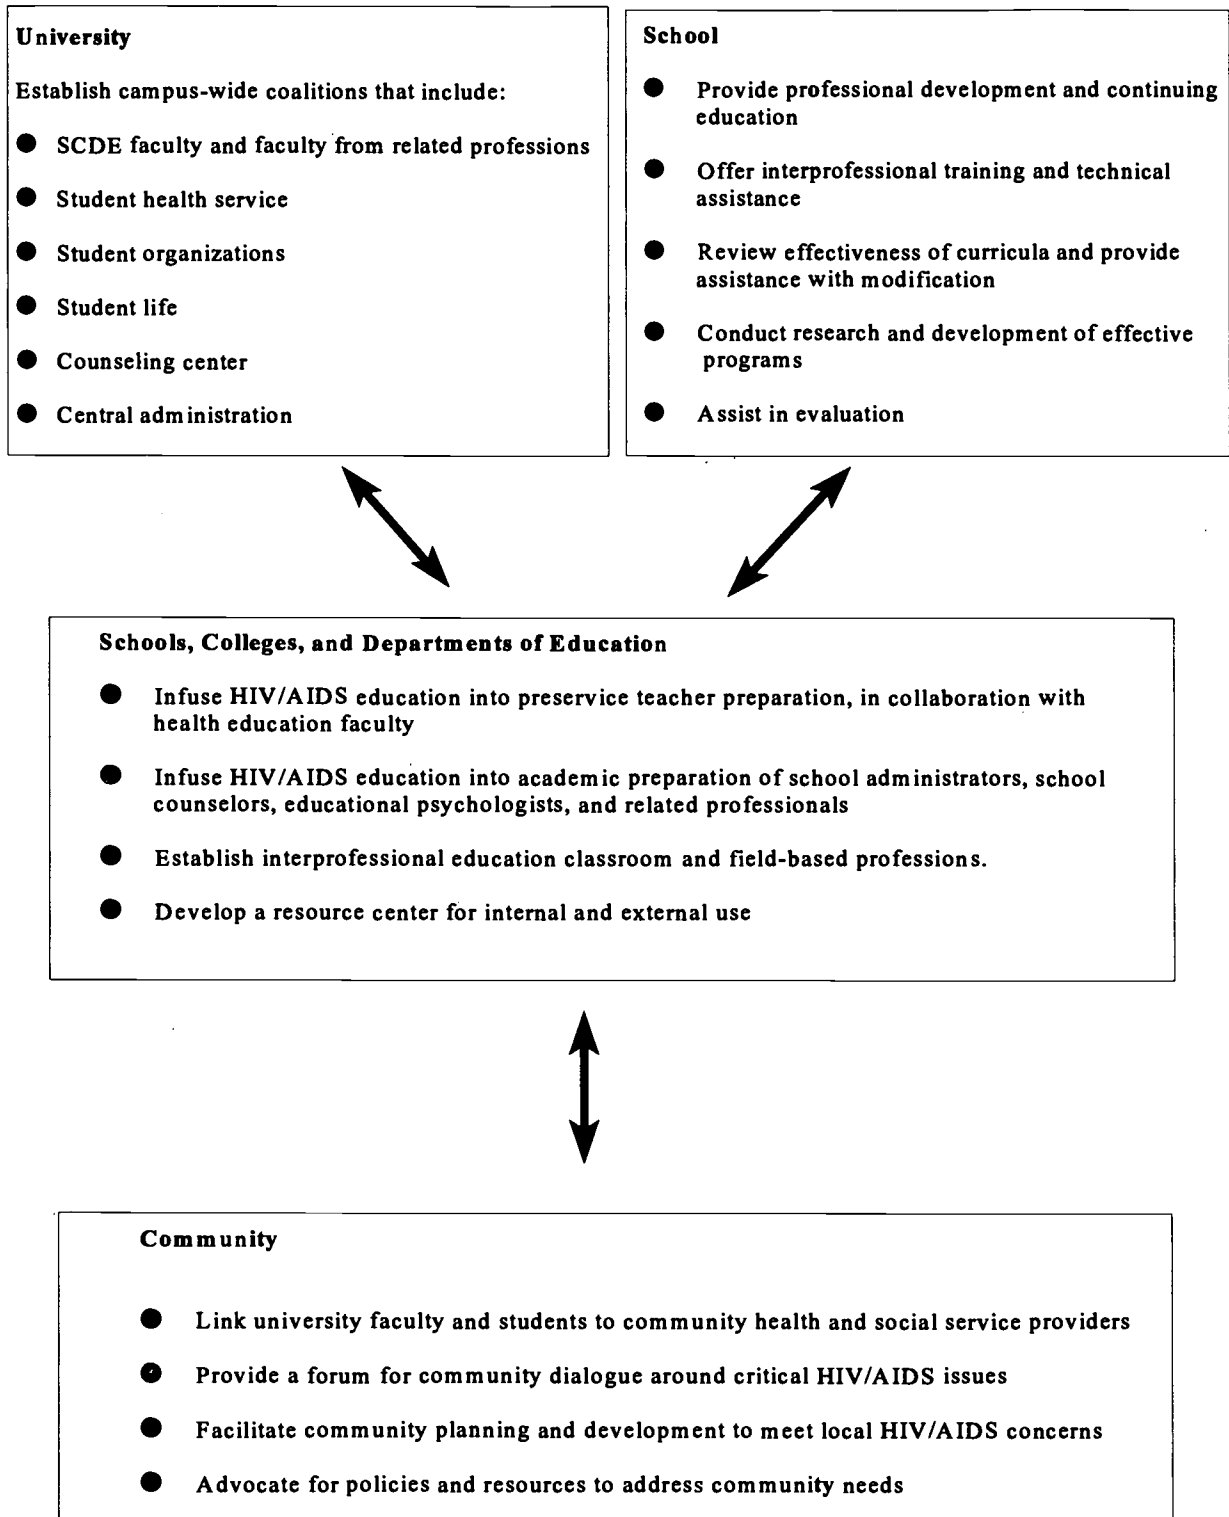 University
Establish campus-wide coalitions that include:
● SCDE faculty and faculty from related professions
● Student health service
● Student organizations
● Student life
● Counseling center
● Central administration
School
● Provide professional development and continuing
education
● Offer interprofessional training and technical
assistance
● Review effectiveness of curricula and provide
assistance with modification
● Conduct research and development of effective
programs
● Assist in evaluation
Schools, Colleges, and Departments of Education
● Infuse HIV/AIDS education into preservice teacher preparation, in collaboration with
health education faculty
● Infuse HIV/AIDS education into academic preparation of school administrators, school
counselors, educational psychologists, and related professionals
● Establish interprofessional education classroom and field-based professions.
● Develop a resource center for internal and external use
Community
● Link university faculty and students to community health and social service providers
● Provide a forum for community dialogue around critical HIV/AIDS issues
● Facilitate community planning and development to meet local HIV/AIDS concerns
● Advocate for policies and resources to address community needs